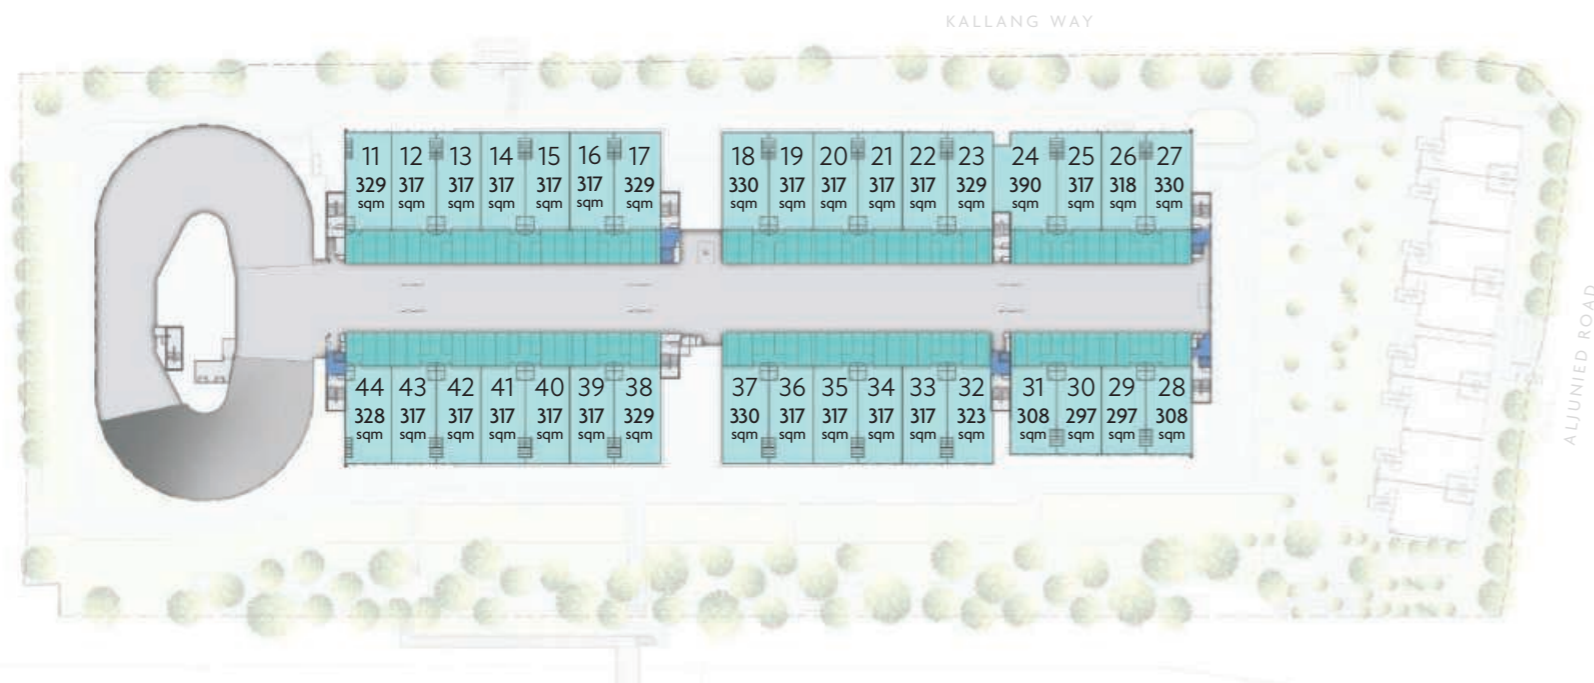 KALLANG WAY
11 12 13 14 15 16 17 18 19 20 21 22 23 24 25 26 27
329 317 317 317 317 317 329 330 317 317 317 317 329 390 317 318 330
sqm sqm sqm sqm sqm sqm sqm sqm sqm sqm sqm sqm sqm sqm sqm sqm sqm
44 43 42 41 40 39 38 37 36 35 34 33 32 31 30 29 28
328 317 317 317 317 317 329 330 317 317 317 317 323 308 297 297 308
sqm sqm sqm sqm sqm sqm sqm sqm sqm sqm sqm sqm sqm sqm sqm sqm sqm
ALJUNIED ROAD